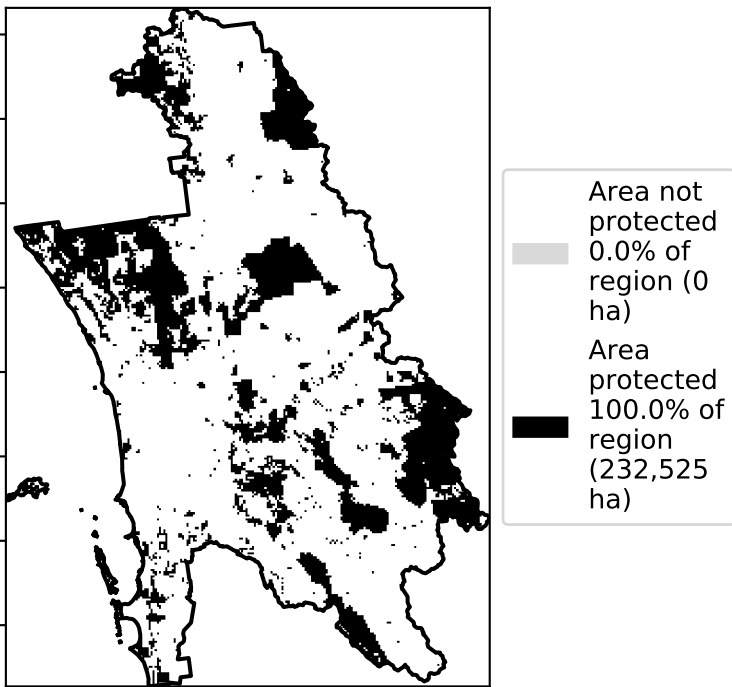 Area not
protected
0.0% of
region (0
ha)
Area
protected
100.0% of
region
(232,525
ha)